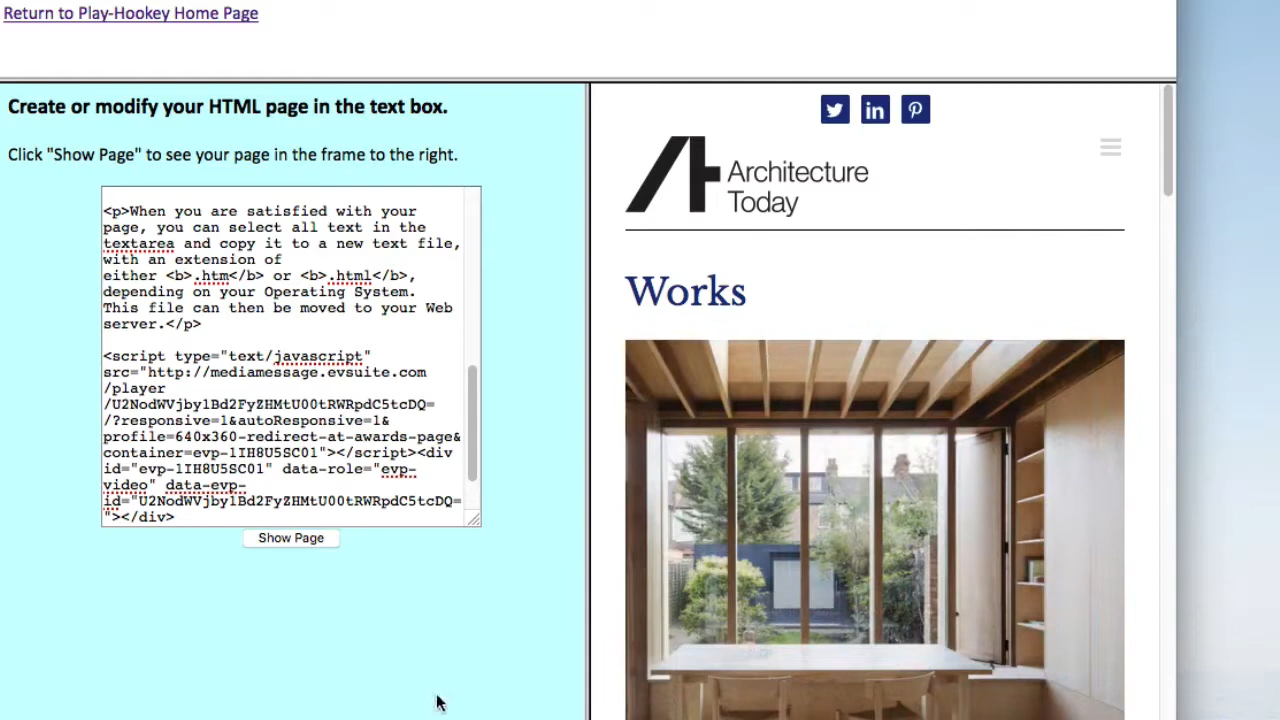 Return to Play-Hookey Home Page
Create or modify your HTML page in the text box.
Click "Show Page" to see your page in the frame to the right.
<p>When you are satisfied with your
page, you can select all text in the
textarea and copy it to a new text file,
with an extension of
either <b>.htm</b> or <b>.html</b>,
depending on your Operating System.
This file can then be moved to your Web
server.</p>
<script type="text/javascript"
src="http://mediamessage.evsuite.com
/player
/U2NodWVjby1Bd2FyZHMtU00tRWRpdC5tcDQ=
/?responsive=1&autoResponsive=1&
profile=640x360-redirect-at-awards-page&
container=evp-1IH8U5SC01"></script><div
id="evp-1IH8U5SC01" data-role="evp-
video" data-evp-
id="U2NodWVjby1Bd2FyZHMtU00tRWRpdC5tcDQ=
"></div>
Show Page
in
Architecture
Today
Works